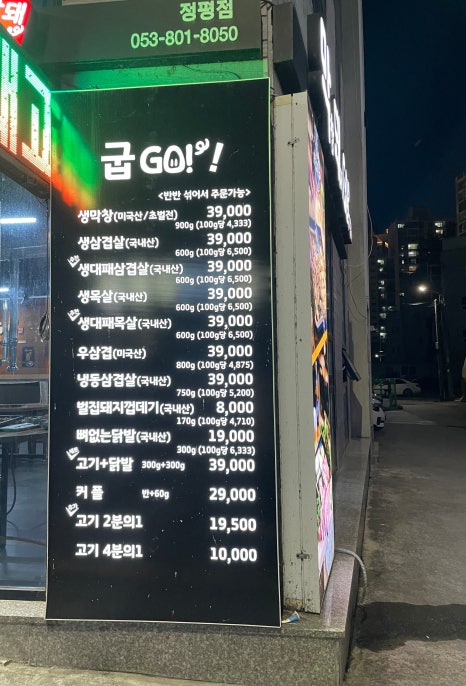 돼
대고
정평점
053-801-8050
굽 GO!!
<반반 섞어서 주문가능>
생막창(미국산/초벌전) 39,000
900g (100g당 4,333)
생삼겹살(국내산) 39,000
600g (100g당 6,500)
생대패삼겹살(국내산) 39,000
600g (100g당 6,500)
생목살(국내산) 39,000
600g (100g당 6,500)
생대패목살(국내산) 39,000
600g (100g당 6,500)
우삼겹(미국산) 39,000
800g (100g당 4,875)
냉동삼겹살(국내산) 39,000
750g (100g당 5,200)
벌집돼지껍데기(국내산) 8,000
170g (100g당 4,710)
뼈없는닭발(국내산) 19,000
300g (100g당 6,333)
고기+닭발 300g+300g 39,000
커플 반+60g 29,000
고기 2분의1 19,500
고기 4분의1 10,000